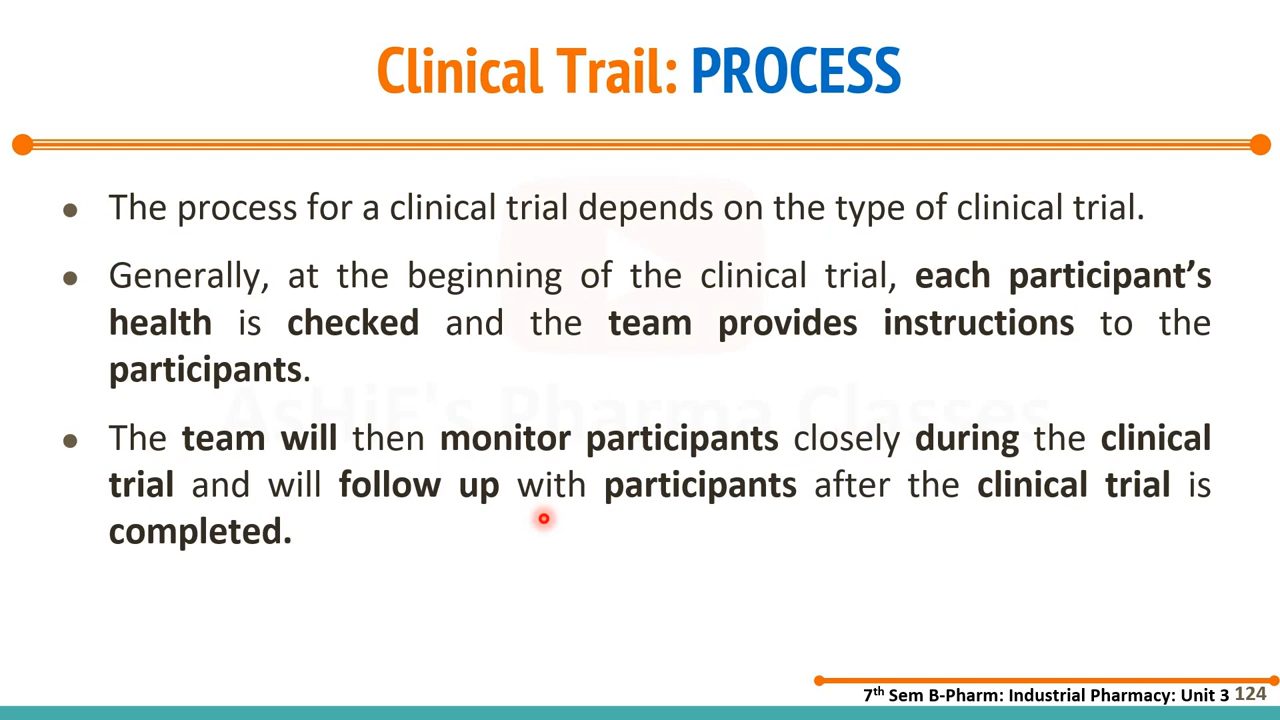 Clinical Trail: PROCESS
● The process for a clinical trial depends on the type of clinical trial.
● Generally, at the beginning of the clinical trial, each participant’s
health is checked and the team provides instructions to the
participants.
AsHiF's Pharma Classes
● The team will then monitor participants closely during the clinical
trial and will follow up with participants after the clinical trial is
completed.
7th Sem B-Pharm: Industrial Pharmacy: Unit 3 124